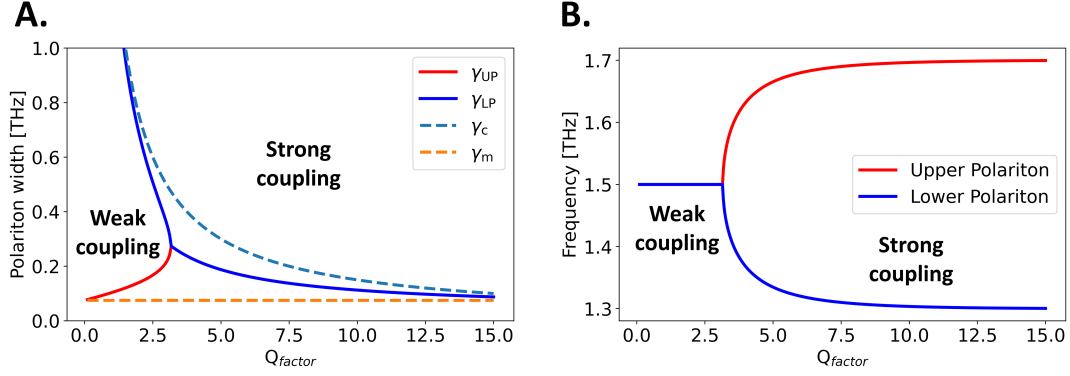 A.
Polariton width [THz]
1.0
0.8
0.6
0.4
0.2
0.0
0.0 2.5 5.0 7.5 10.0 12.5 15.0
Q_factor
Weak
coupling
Strong
coupling
γUP
γLP
γc
γm
B.
Frequency [THz]
1.7
1.6
1.5
1.4
1.3
0.0 2.5 5.0 7.5 10.0 12.5 15.0
Qfactor
Weak
coupling
Strong
coupling
Upper Polariton
Lower Polariton